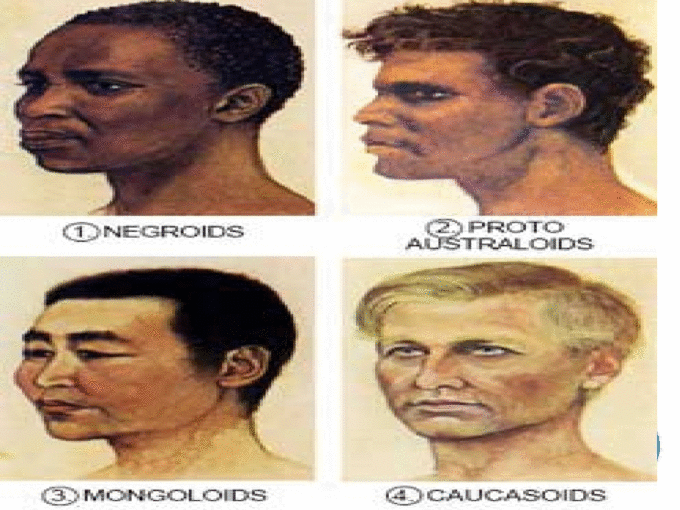 ① NEGROIDS
② PROTO
AUSTRALOIDS
③ MONGOLOIDS
④ CAUCASOIDS